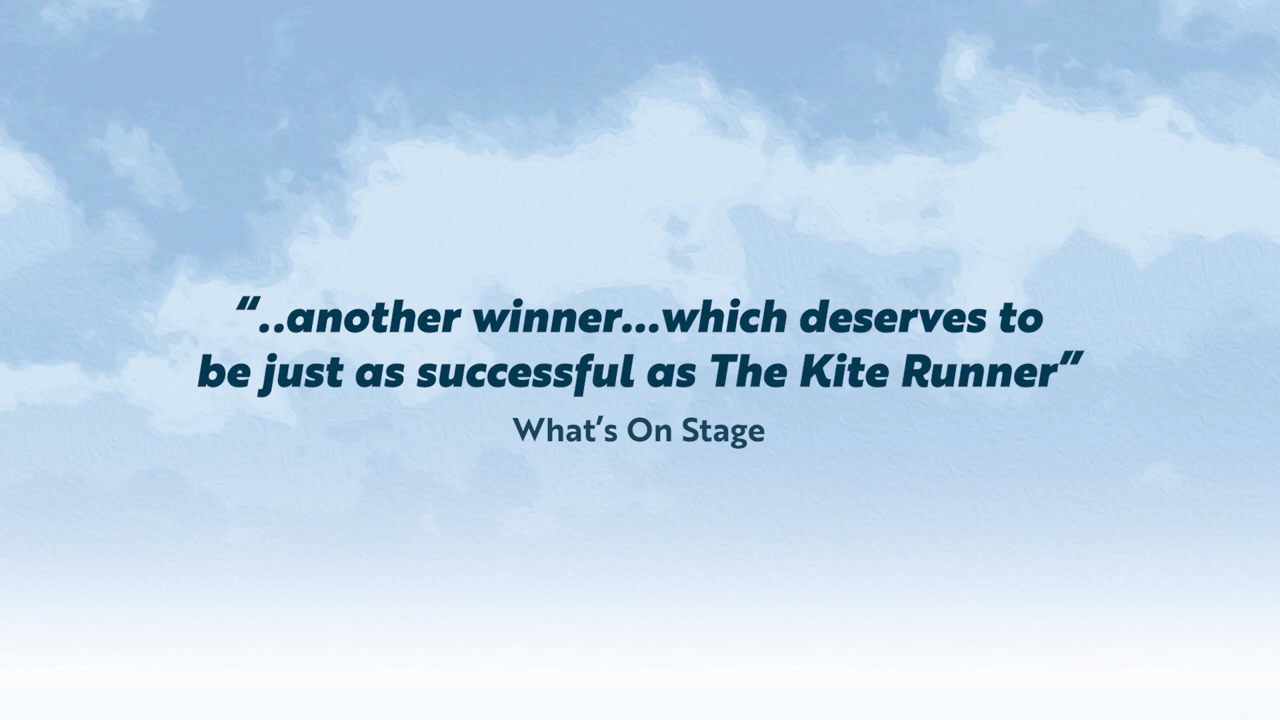 “..another winner...which deserves to
be just as successful as The Kite Runner”
What’s On Stage